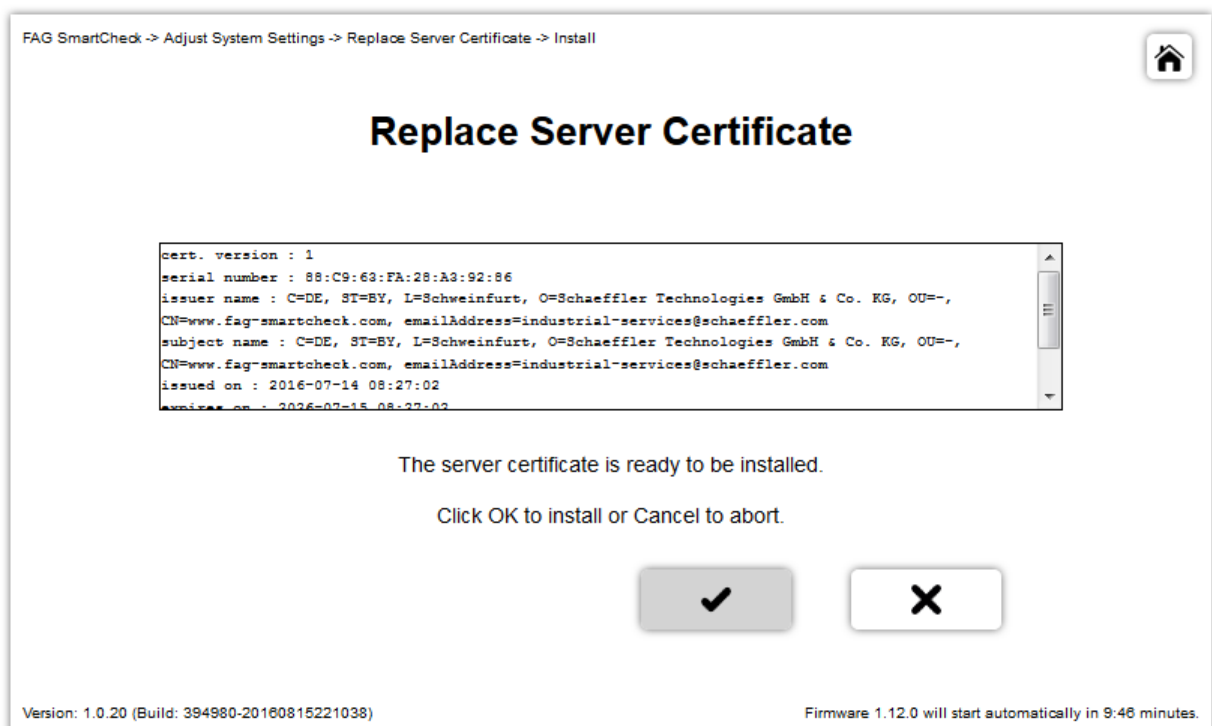 FAG SmartCheck -> Adjust System Settings -> Replace Server Certificate -> Install
Replace Server Certificate
cert. version : 1
serial number : 88:C9:63:FA:28:A3:92:86
issuer name : C=DE, ST=BY, L=Schweinfurt, O=Schaeffler Technologies GmbH & Co. KG, OU=-,
CN=www.fag-smartcheck.com, emailAddress=industrial-services@schaeffler.com
subject name : C=DE, ST=BY, L=Schweinfurt, O=Schaeffler Technologies GmbH & Co. KG, OU=-,
CN=www.fag-smartcheck.com, emailAddress=industrial-services@schaeffler.com
issued on : 2016-07-14 08:27:02
expires on :
The server certificate is ready to be installed.
Click OK to install or Cancel to abort.
Version: 1.0.20 (Build: 394980-20160815221038)
Firmware 1.12.0 will start automatically in 9:46 minutes.